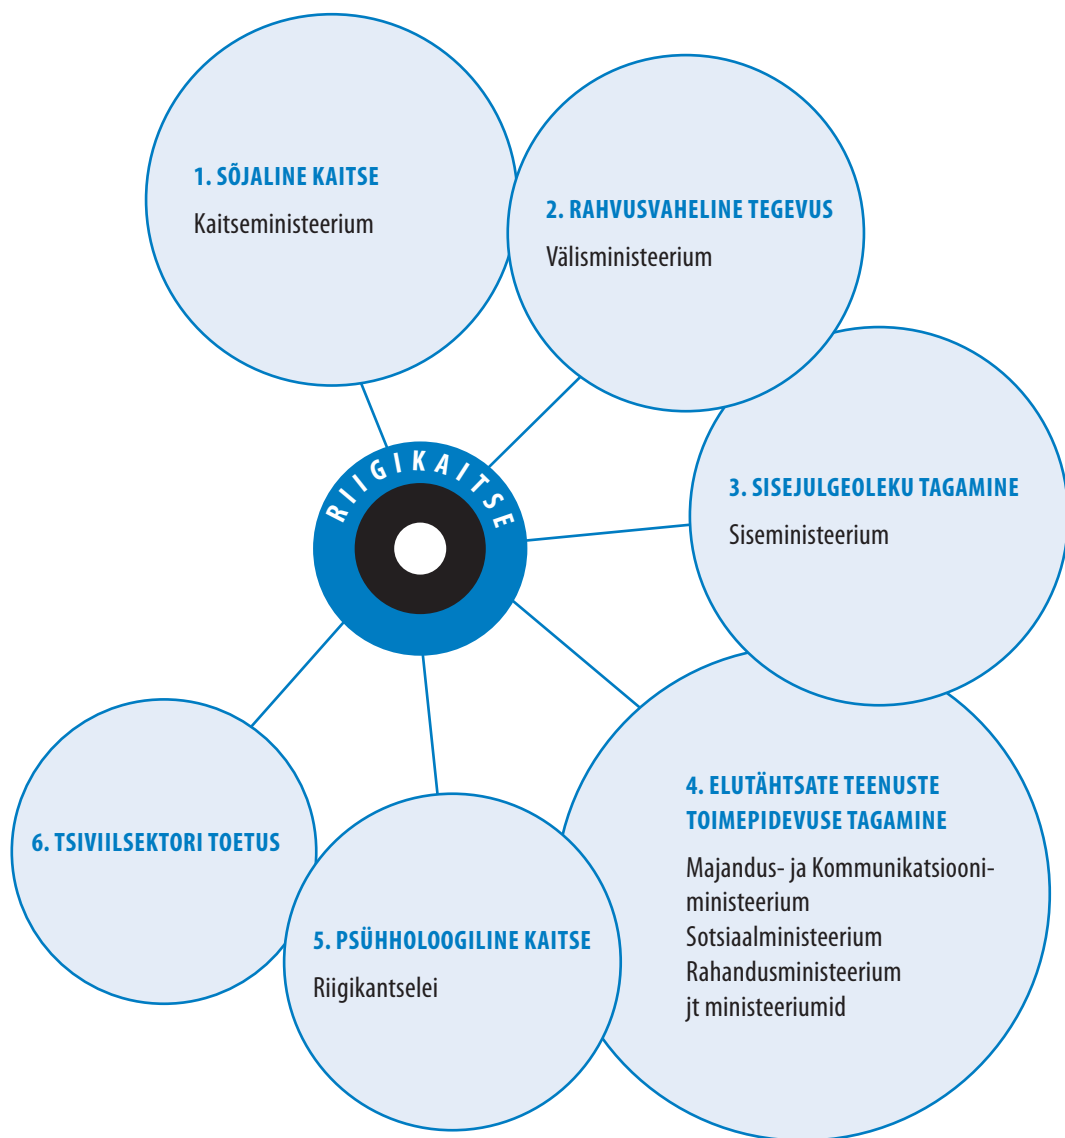 1. SÕJALINE KAITSE
Kaitseministeerium
2. RAHVUSVAHELINE TEGEVUS
Välisministeerium
3. SISEJULGEOLEKU TAGAMINE
Siseministeerium
RIIGIKAITSE
4. ELUTÄHTSATE TEENUSTE
TOIMEPIDEVUSE TAGAMINE
Majandus- ja Kommunikatsiooni-
ministeerium
Sotsiaalministeerium
Rahandusministeerium
jt ministeeriumid
5. PSÜHHOLOOGILINE KAITSE
Riigikantselei
6. TSIVIILSEKTORI TOETUS